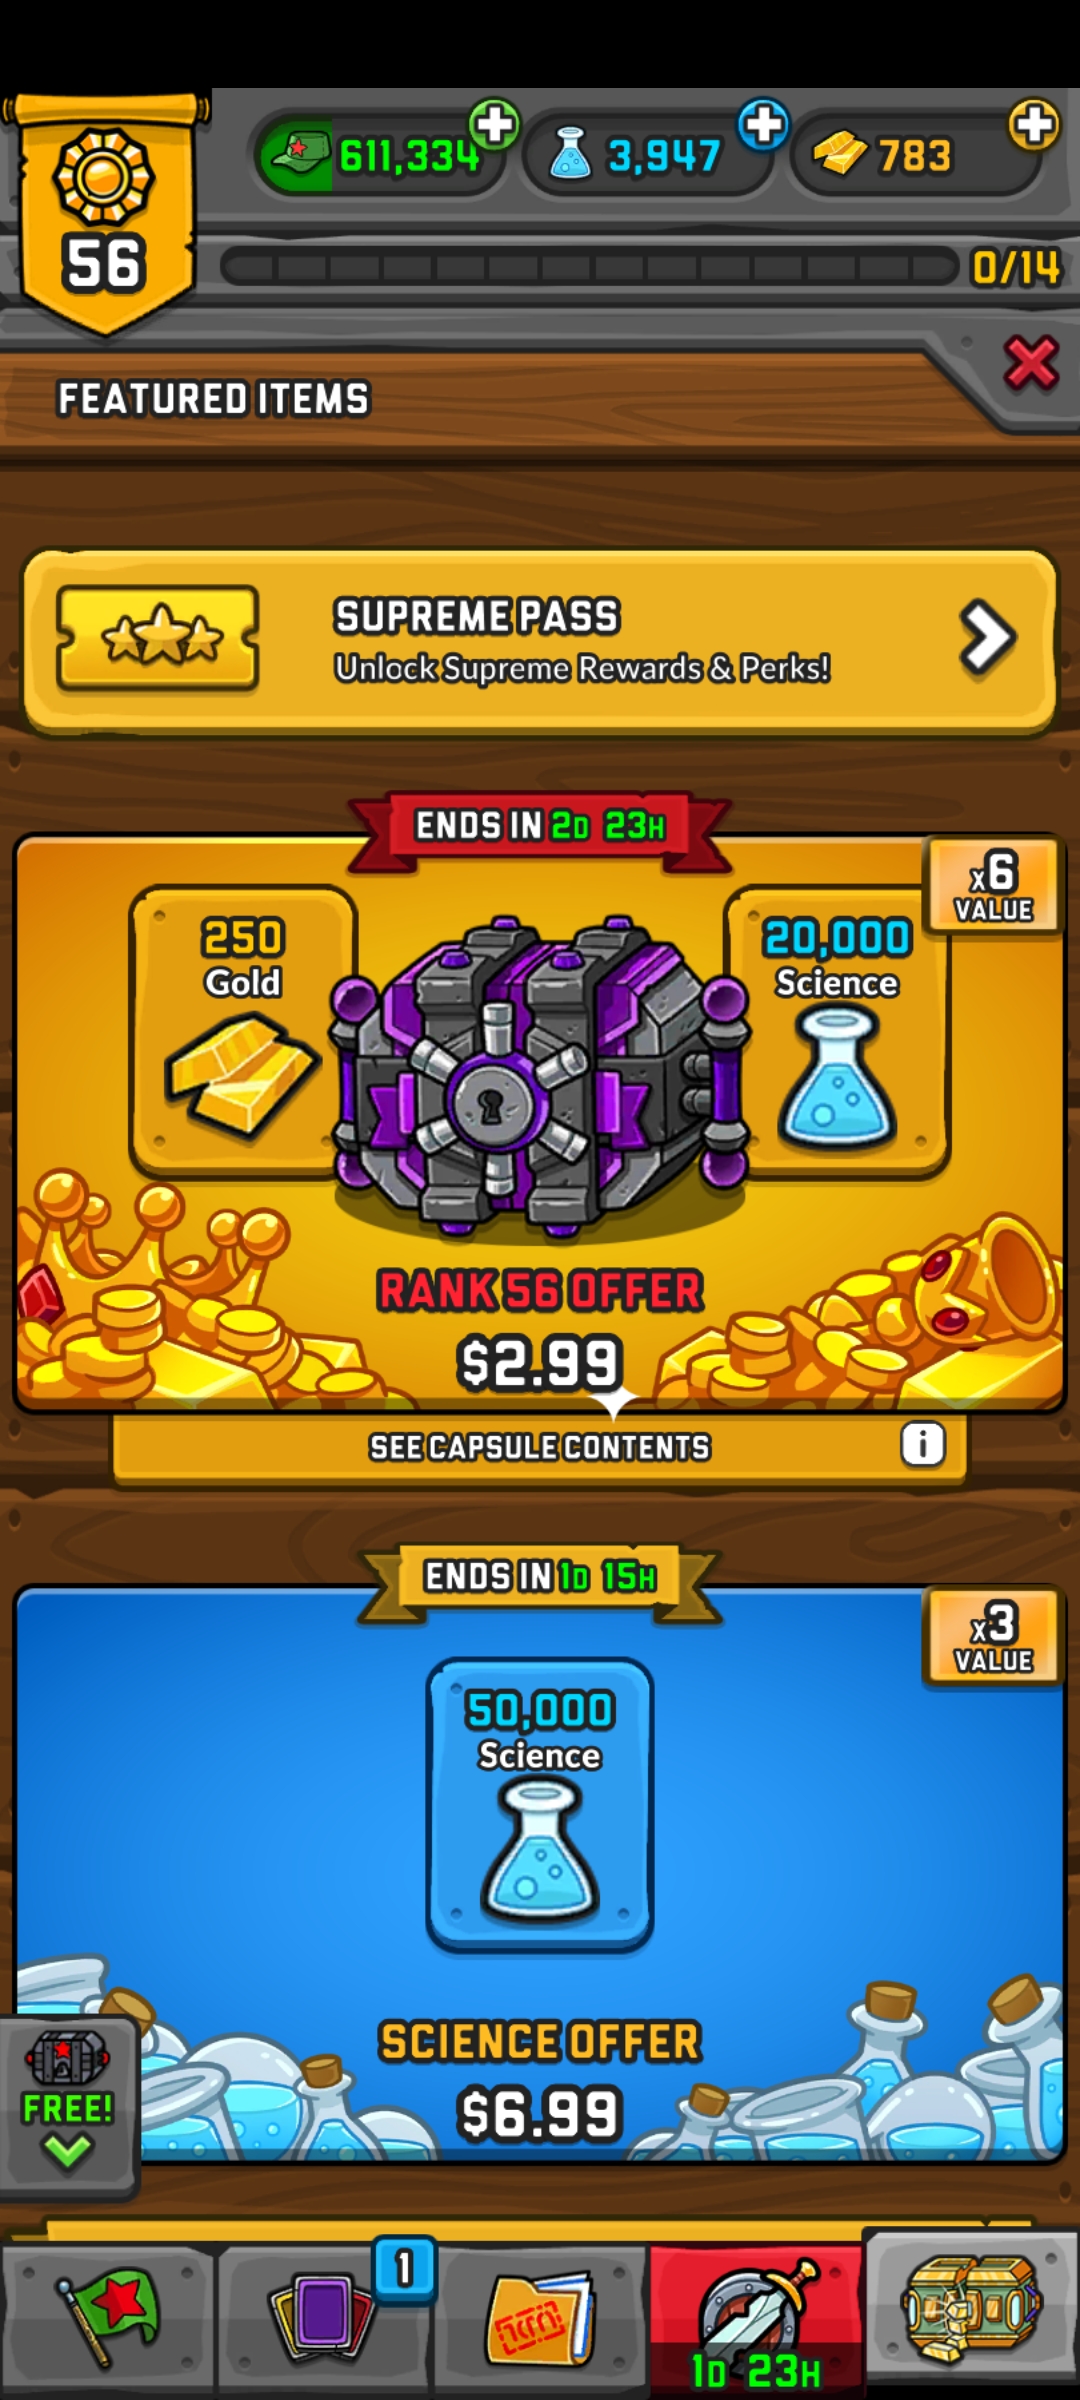 611,334
3,947
783
56
0/14
FEATURED ITEMS
SUPREME PASS
Unlock Supreme Rewards & Perks!
ENDS IN 2D 23H
x6
VALUE
250
Gold
20,000
Science
RANK 56 OFFER
$2.99
SEE CAPSULE CONTENTS
i
ENDS IN 1D 15H
x3
VALUE
50,000
Science
SCIENCE OFFER
$6.99
FREE!
1
1D 23H